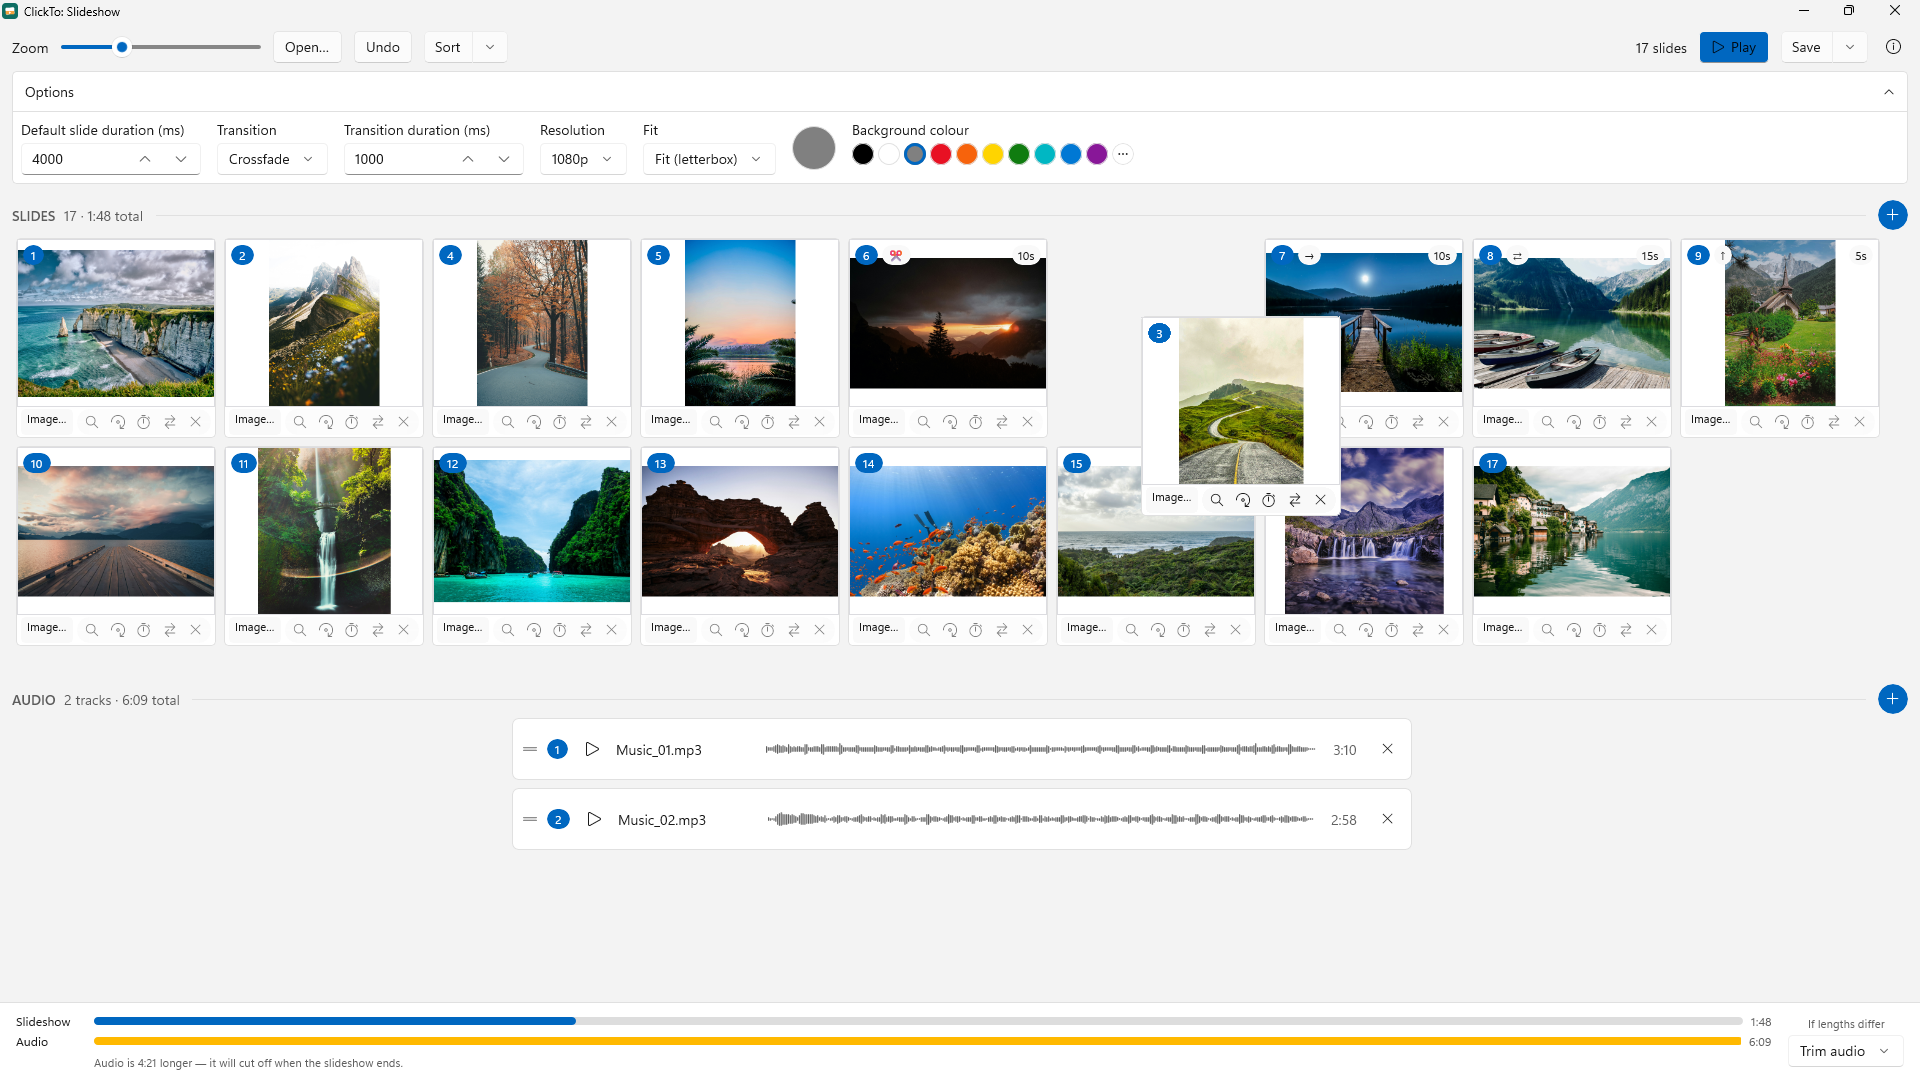 ClickTo: Slideshow
Zoom Open... Undo Sort 17 slides Play Save
Options
Default slide duration (ms) Transition Transition duration (ms) Resolution Fit Background colour
4000 Crossfade 1000 1080p Fit (letterbox) ...
SLIDES 17 · 1:48 total
1 2 4 5 6 10s 7 10s 8 15s 9 5s
3
Image... Image... Image... Image... Image... Image... Image...
10 11 12 13 14 15 17
Image...
Image... Image... Image... Image... Image... Image... Image... Image...
AUDIO 2 tracks · 6:09 total
1 Music_01.mp3 3:10
2 Music_02.mp3 2:58
Slideshow 1:48 If lengths differ
Audio 6:09 Trim audio
Audio is 4:21 longer — it will cut off when the slideshow ends.